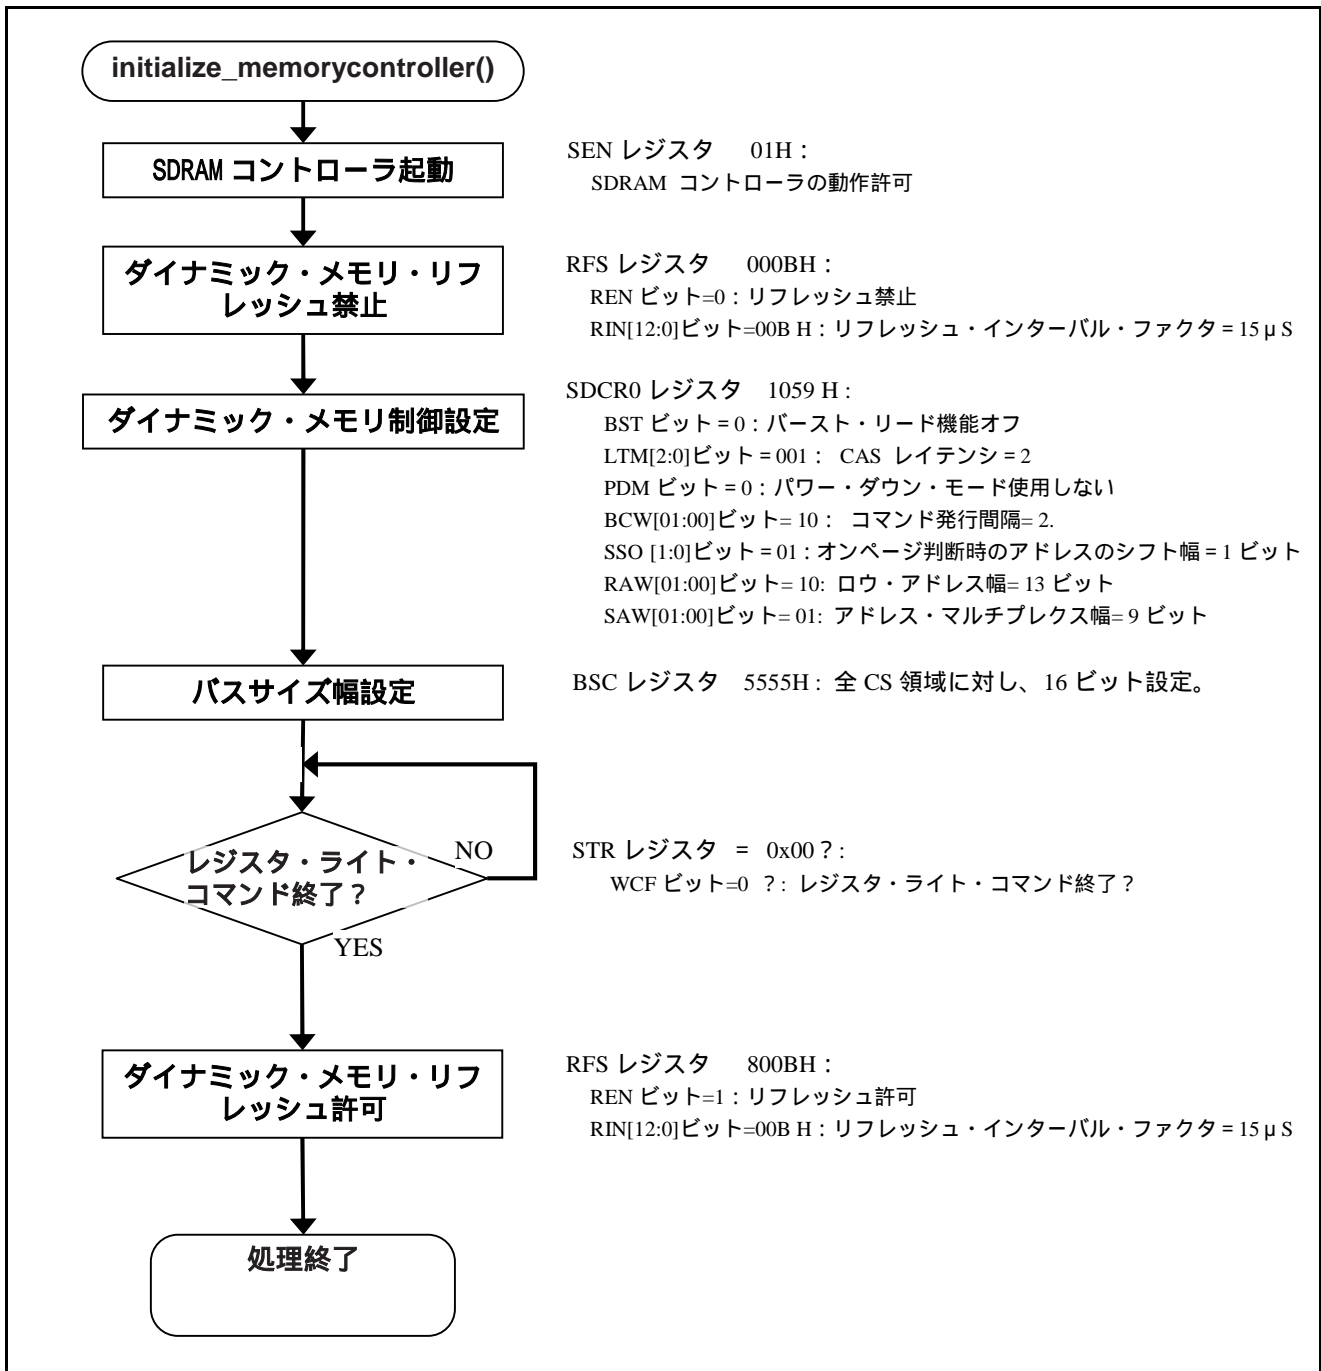 initialize_memorycontroller()
SDRAM コントローラ起動
SEN レジスタ 01H：
SDRAM コントローラの動作許可
ダイナミック・メモリ・リフ
レッシュ禁止
RFS レジスタ 000BH：
REN ビット=0：リフレッシュ禁止
RIN[12:0]ビット=00B H：リフレッシュ・インターバル・ファクタ = 15μS
ダイナミック・メモリ制御設定
SDCR0 レジスタ 1059 H :
BST ビット = 0：バースト・リード機能オフ
LTM[2:0]ビット = 001： CAS レイテンシ = 2
PDM ビット = 0：パワー・ダウン・モード使用しない
BCW[01:00]ビット= 10： コマンド発行間隔= 2.
SSO [1:0]ビット = 01：オンページ判断時のアドレスのシフト幅 = 1 ビット
RAW[01:00]ビット= 10: ロウ・アドレス幅= 13 ビット
SAW[01:00]ビット= 01: アドレス・マルチプレクス幅= 9 ビット
バスサイズ幅設定
BSC レジスタ 5555H : 全 CS 領域に対し、16 ビット設定。
レジスタ・ライト・
コマンド終了？
NO
YES
STR レジスタ = 0x00？:
WCF ビット=0 ？: レジスタ・ライト・コマンド終了？
ダイナミック・メモリ・リフ
レッシュ許可
RFS レジスタ 800BH：
REN ビット=1：リフレッシュ許可
RIN[12:0]ビット=00B H：リフレッシュ・インターバル・ファクタ = 15μS
処理終了